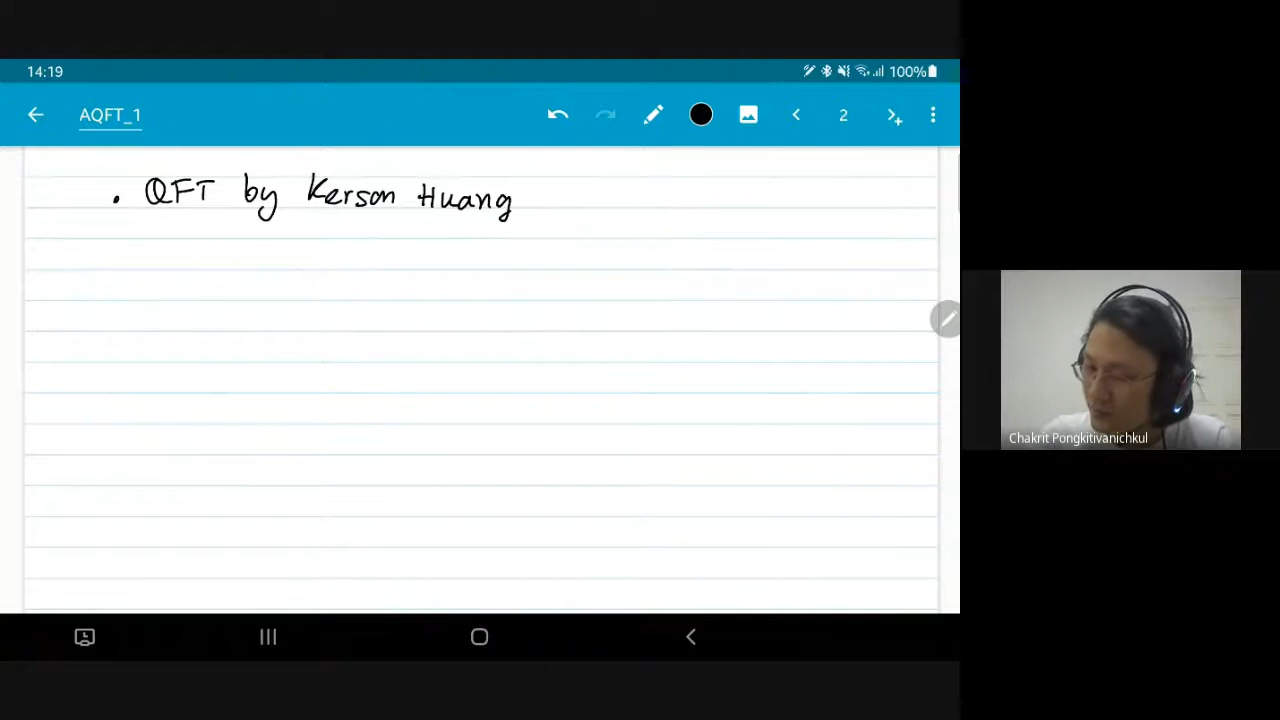 14:19
100%
AQFT_1
2
. QFT by Kerson Huang
Chakrit Pongkitivanichkul